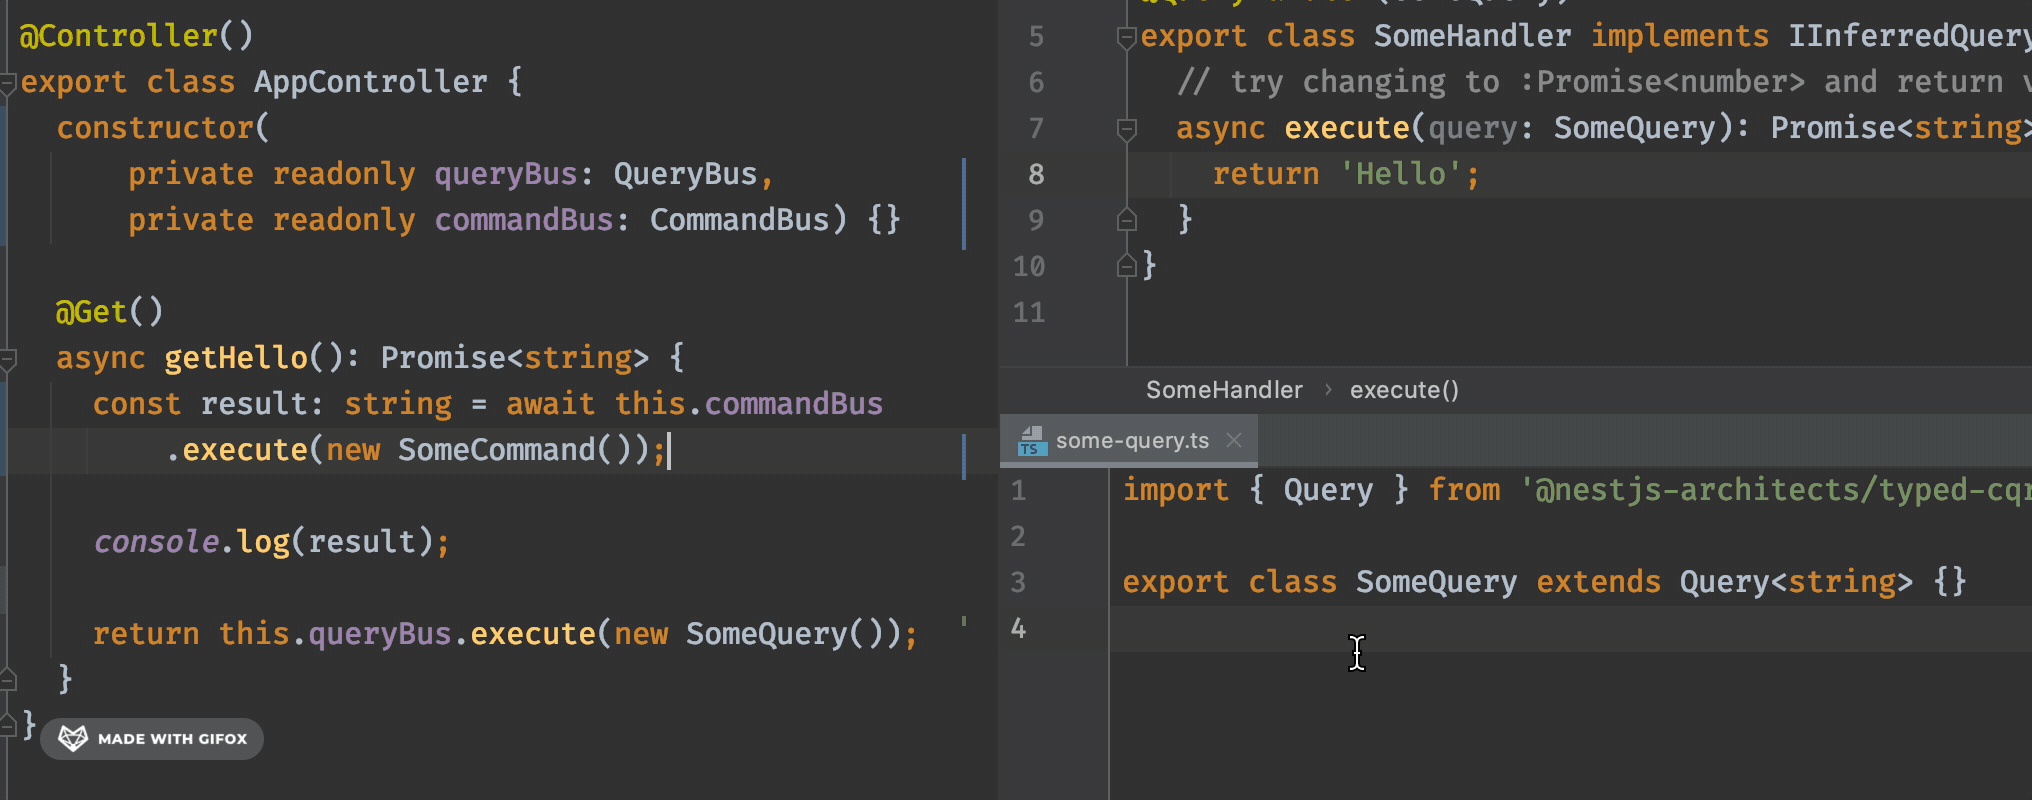 @Controller()
export class AppController {
constructor(
private readonly queryBus: QueryBus,
private readonly commandBus: CommandBus) {}
@Get()
async getHello(): Promise<string> {
const result: string = await this.commandBus
.execute(new SomeCommand());
console.log(result);
return this.queryBus.execute(new SomeQuery());
}
}
MADE WITH GIFOX
5 export class SomeHandler implements IInferredQuery
6 // try changing to :Promise<number> and return
7 async execute(query: SomeQuery): Promise<string>
8 return 'Hello';
9 }
10 }
11
SomeHandler › execute()
TS some-query.ts ×
1 import { Query } from '@nestjs-architects/typed-cqr
2
3 export class SomeQuery extends Query<string> {}
4